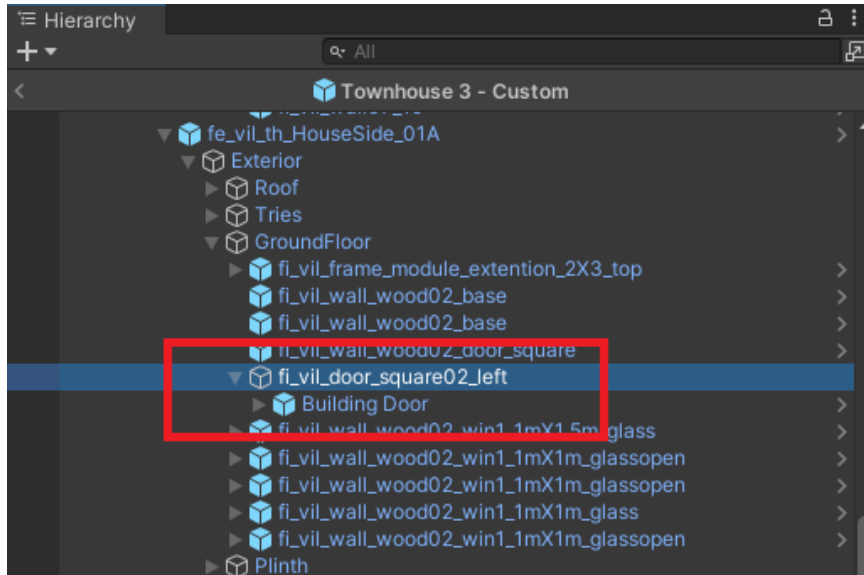 Hierarchy
All
Townhouse 3 - Custom
fe_vil_th_HouseSide_01A
Exterior
Roof
Tries
GroundFloor
fi_vil_frame_module_extention_2X3_top
fi_vil_wall_wood02_base
fi_vil_wall_wood02_base
fi_vil_wall_wood02_door_square
fi_vil_door_square02_left
Building Door
fi_vil_wall_wood02_win1_1mX1.5m_glass
fi_vil_wall_wood02_win1_1mX1m_glassopen
fi_vil_wall_wood02_win1_1mX1m_glassopen
fi_vil_wall_wood02_win1_1mX1m_glass
fi_vil_wall_wood02_win1_1mX1m_glassopen
Plinth